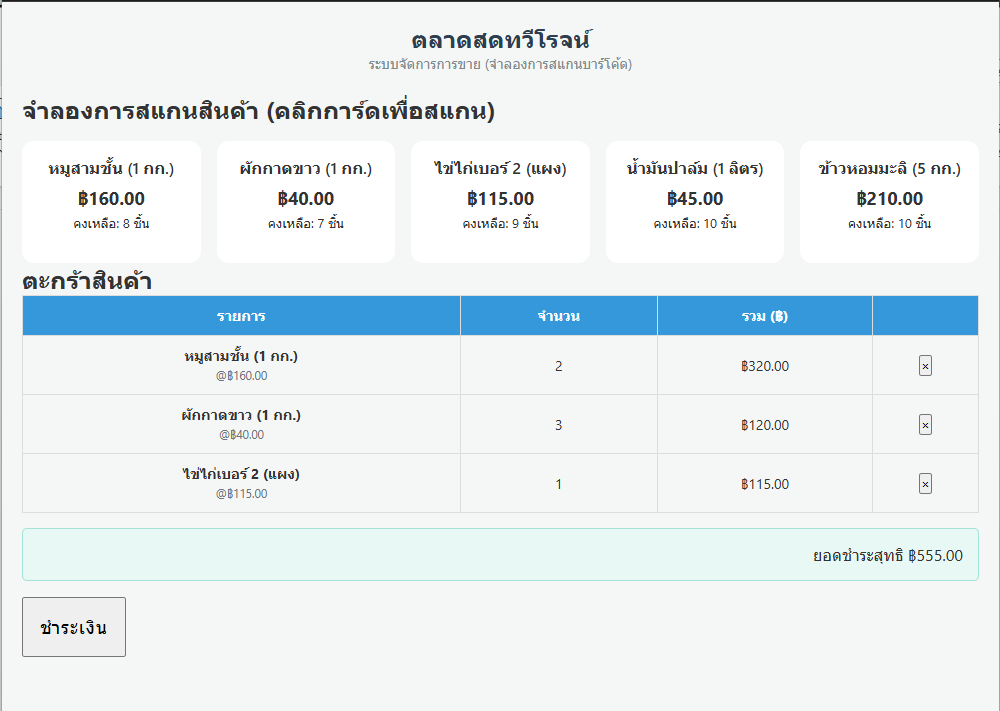 ตลาดสดทวีโรจน์
ระบบจัดการการขาย (จำลองการสแกนบาร์โค้ด)
จำลองการสแกนสินค้า (คลิกการ์ดเพื่อสแกน)
หมูสามชั้น (1 กก.)
฿160.00
คงเหลือ: 8 ชิ้น
ผักกาดขาว (1 กก.)
฿40.00
คงเหลือ: 7 ชิ้น
ไข่ไก่เบอร์ 2 (แผง)
฿115.00
คงเหลือ: 9 ชิ้น
น้ำมันปาล์ม (1 ลิตร)
฿45.00
คงเหลือ: 10 ชิ้น
ข้าวหอมมะลิ (5 กก.)
฿210.00
คงเหลือ: 10 ชิ้น
ตะกร้าสินค้า
รายการ จำนวน รวม (฿)
หมูสามชั้น (1 กก.)
@฿160.00
2 ฿320.00 ×
ผักกาดขาว (1 กก.)
@฿40.00
3 ฿120.00 ×
ไข่ไก่เบอร์ 2 (แผง)
@฿115.00
1 ฿115.00 ×
ยอดชำระสุทธิ ฿555.00
ชำระเงิน